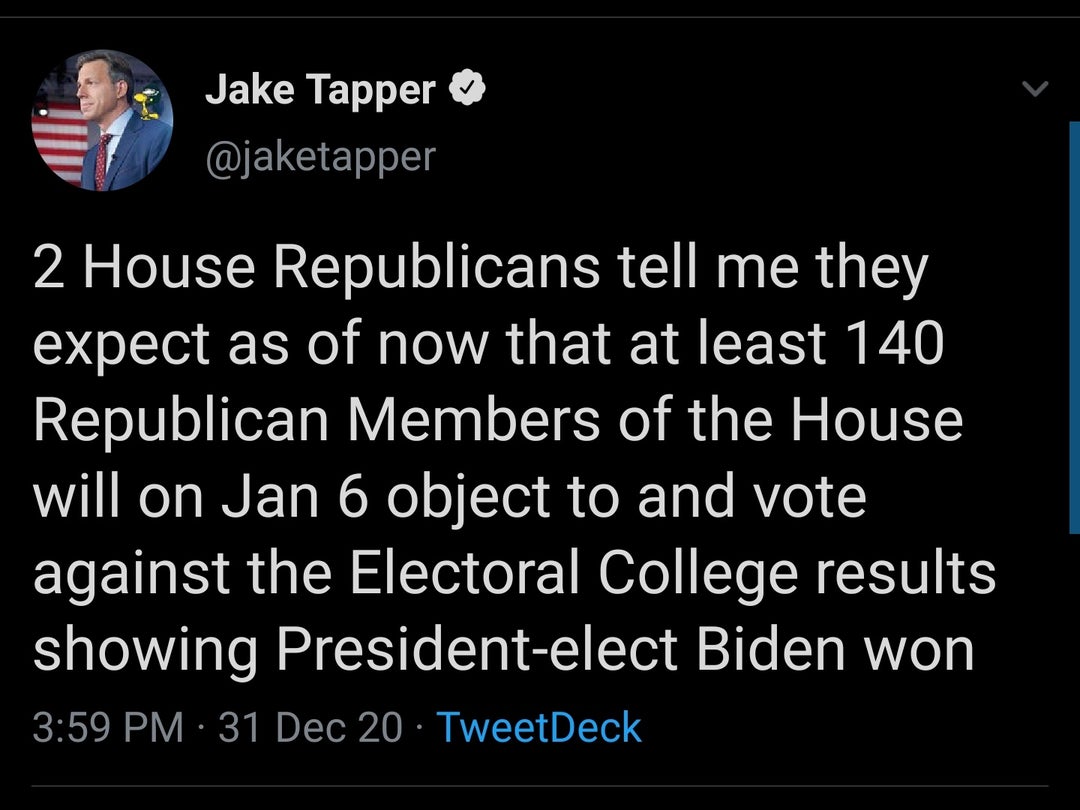 Jake Tapper
@jaketapper
2 House Republicans tell me they
expect as of now that at least 140
Republican Members of the House
will on Jan 6 object to and vote
against the Electoral College results
showing President-elect Biden won
3:59 PM · 31 Dec 20 · TweetDeck